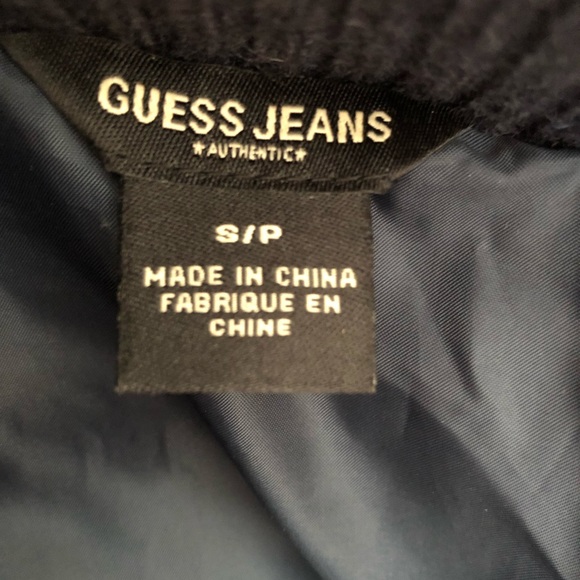 GUESS JEANS
★AUTHENTIC★
S/P
MADE IN CHINA
FABRIQUE EN
CHINE